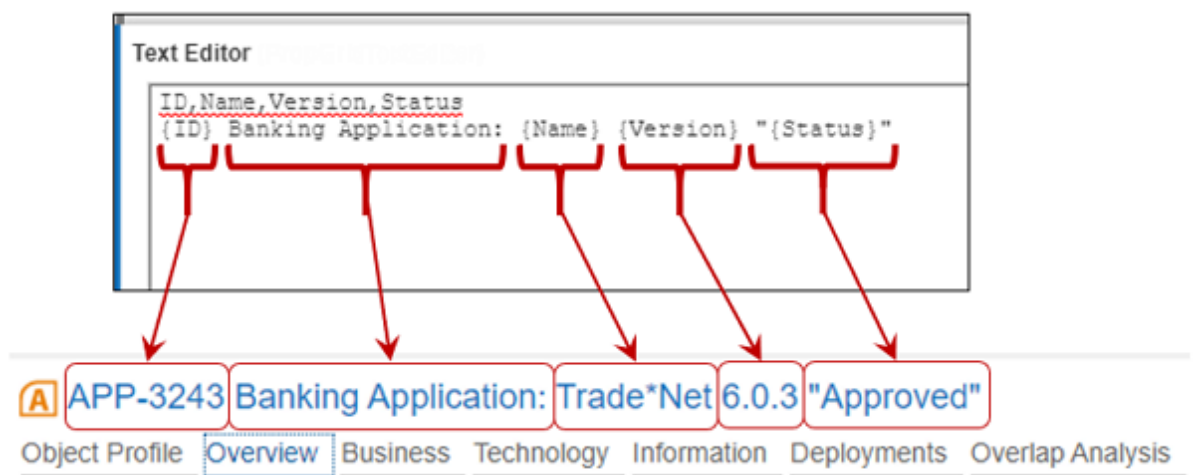 Text Editor
ID,Name,Version,Status
{ID} Banking Application: {Name} {Version} "{Status}"
A APP-3243 Banking Application: Trade*Net 6.0.3 "Approved"
Object Profile Overview Business Technology Information Deployments Overlap Analysis